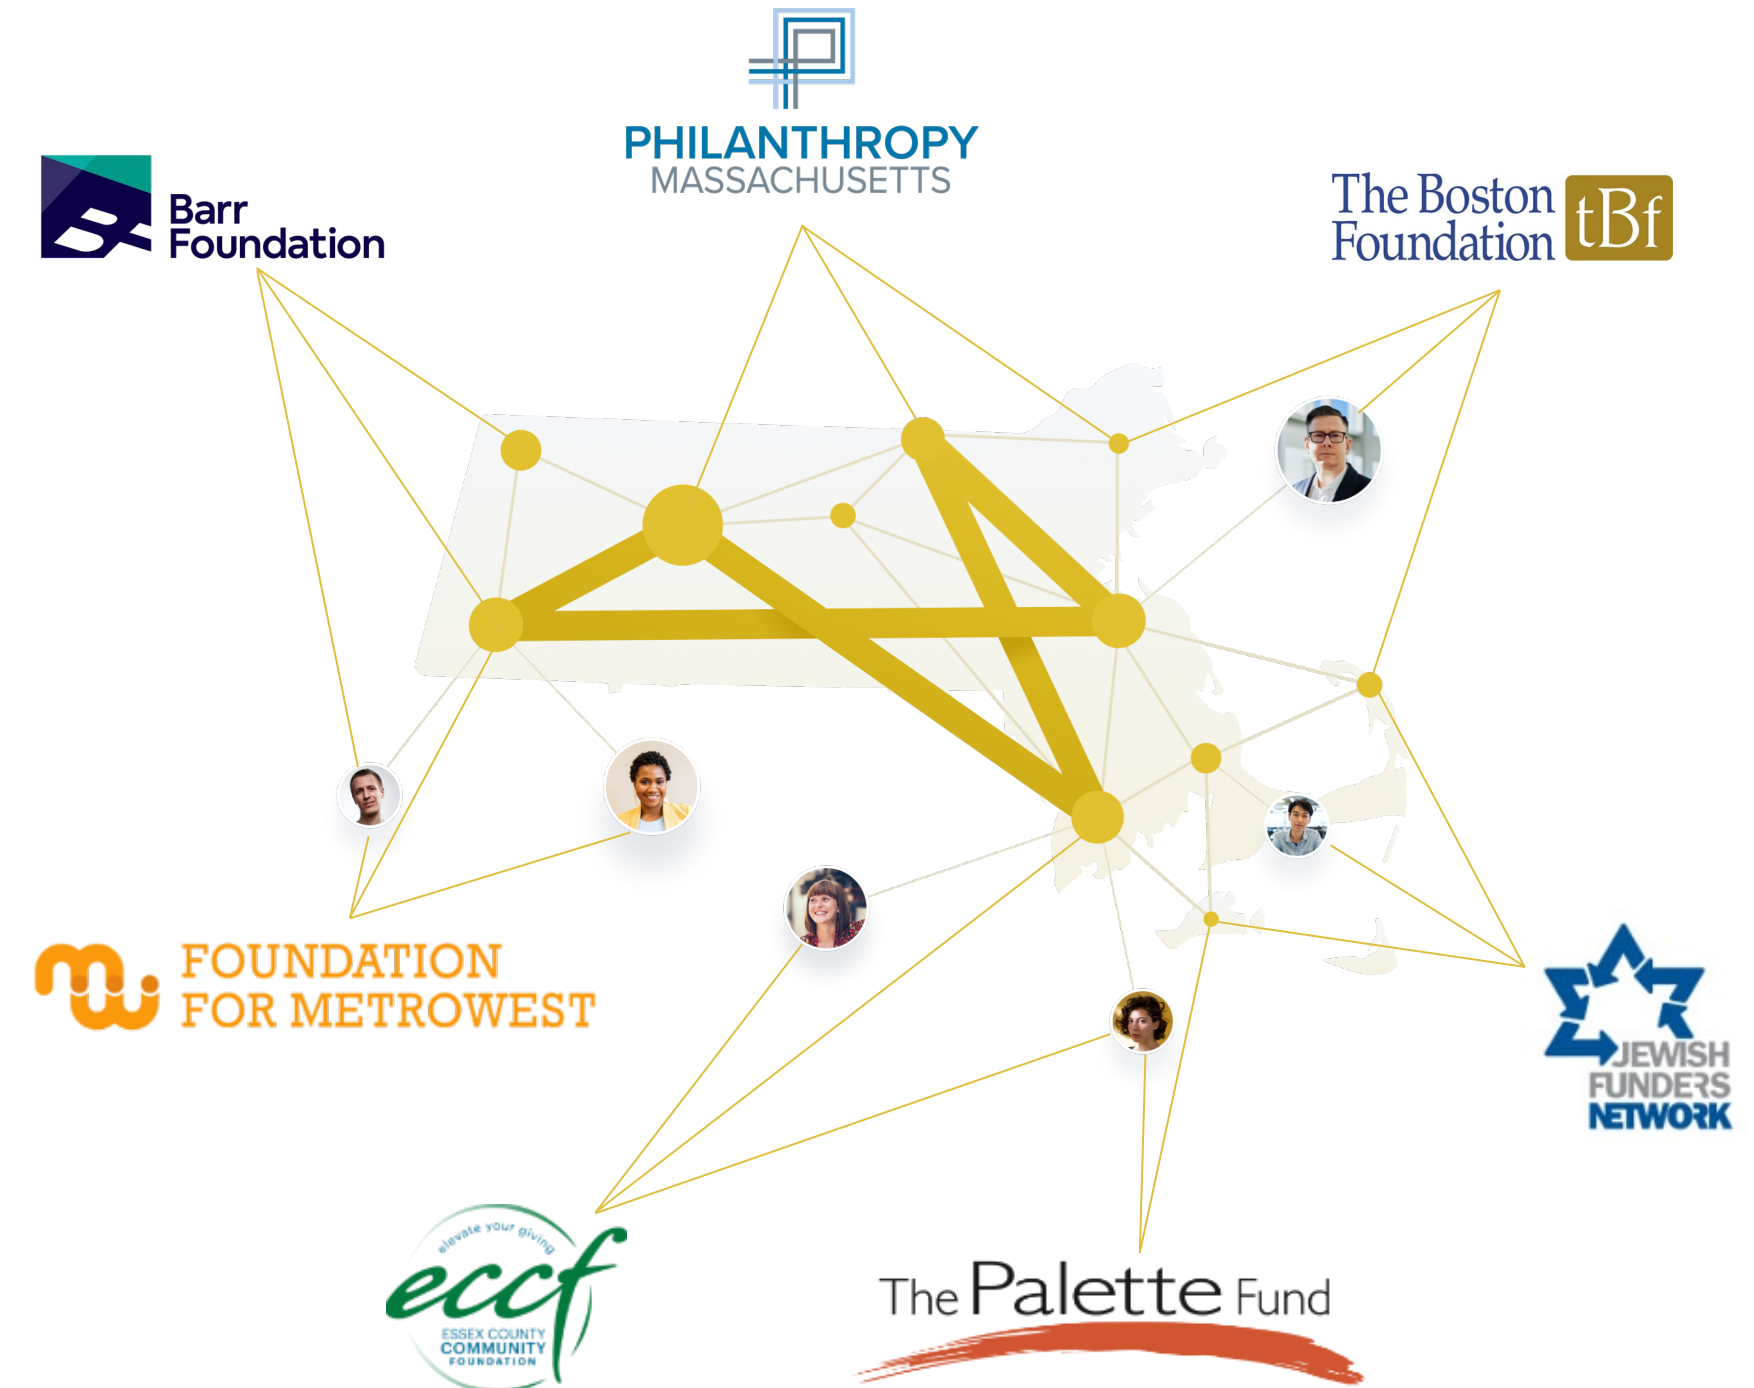 PHILANTHROPY
MASSACHUSETTS
Barr
Foundation
The Boston
Foundation
tBf
FOUNDATION
FOR METROWEST
JEWISH
FUNDERS
NETWORK
elevate your giving
eccf
ESSEX COUNTY
COMMUNITY
FOUNDATION
The Palette Fund